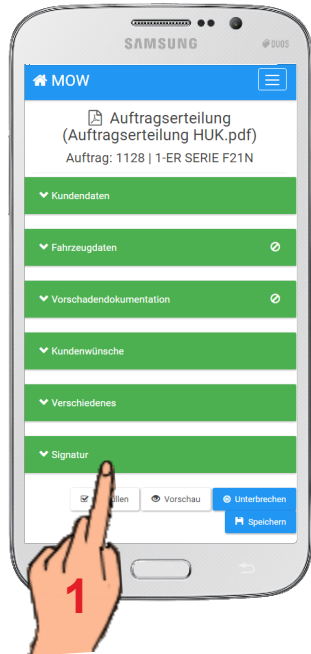 SAMSUNG
DUOS
MOW
Auftragserteilung
(Auftragserteilung HUK.pdf)
Auftrag: 1128 | 1-ER SERIE F21N
Kundendaten
Fahrzeugdaten
Vorschadendokumentation
Kundenwünsche
Verschiedenes
Signatur
Vorschau Unterbrechen
Speichern
1